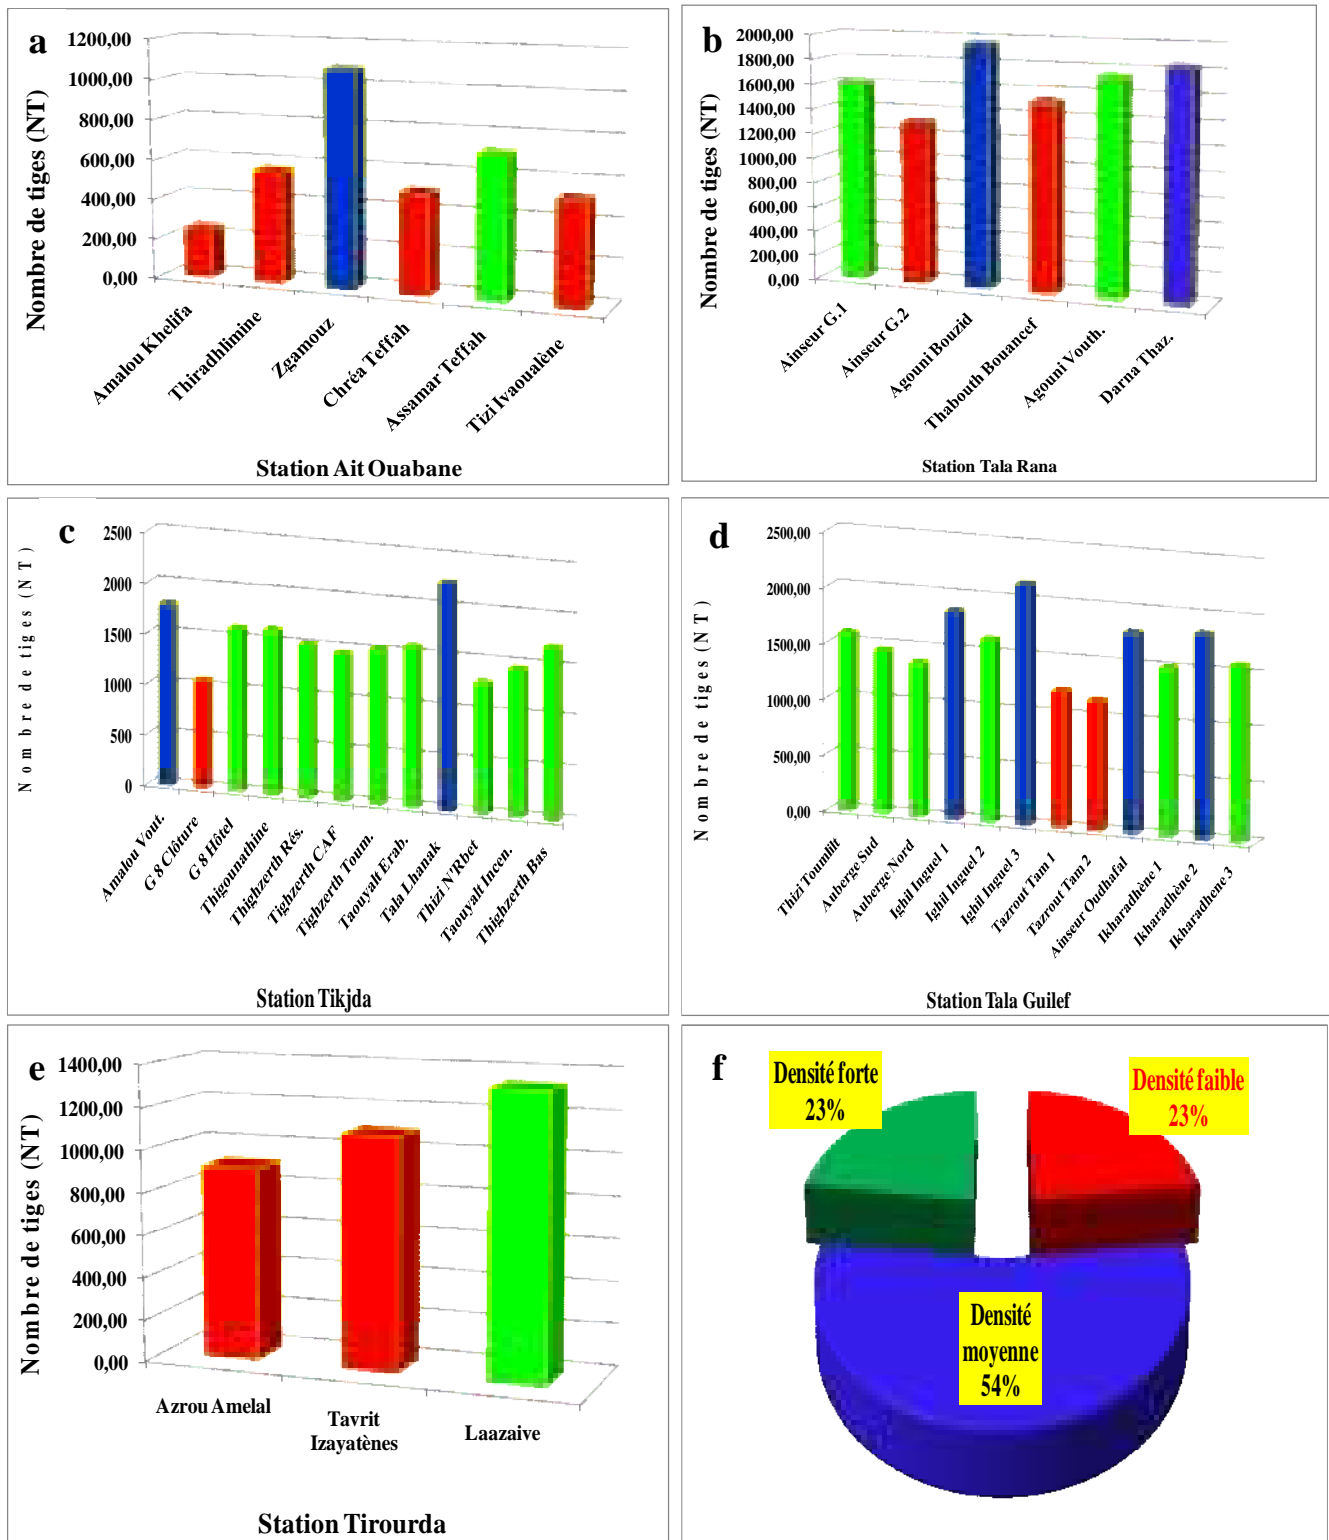 a
1200,00
1000,00
800,00
600,00
400,00
200,00
0,00
Nombre de tiges (NT)
Amalou Khelifa
Thiradhlimine
Zgamouz
Chréa Teffah
Assamar Teffah
Tizi Ivaoualène
Station Ait Ouabane
b
2000,00
1800,00
1600,00
1400,00
1200,00
1000,00
800,00
600,00
400,00
200,00
0,00
Nombre de tiges (NT)
Ainseur G.1
Ainseur G.2
Agouni Bouzid
Thabouth Bouancef
Agouni Vouth.
Darna Thaz.
Station Tala Rana
c
2500
2000
1500
1000
500
0
Nombre de tiges (NT)
Amalou Vout.
G 8 Clôture
G 8 Hôtel
Thigounathine
Thighzerth Rés.
Tighzerth CAF
Tighzerth Toum.
Taouyalt Erab.
Tala Lhanak
Thizi N'Rbet
Taouyalt Incen.
Thighzerth Bas
Station Tikjda
d
2500,00
2000,00
1500,00
1000,00
500,00
0,00
Nombre de tiges (NT)
Thizi Toumlilt
Auberge Sud
Auberge Nord
Ighil Inguel 1
Ighil Inguel 2
Ighil Inguel 3
Tazrout Tam 1
Tazrout Tam 2
Ainseur Oudhafal
Ikharadhène 1
Ikharadhène 2
Ikharadhene 3
Station Tala Guilef
e
1400,00
1200,00
1000,00
800,00
600,00
400,00
200,00
0,00
Nombre de tiges (NT)
Azrou Amelal
Tavrit
Izayatènes
Laazaive
Station Tirourda
f
Densité forte
23%
Densité faible
23%
Densité
moyenne
54%